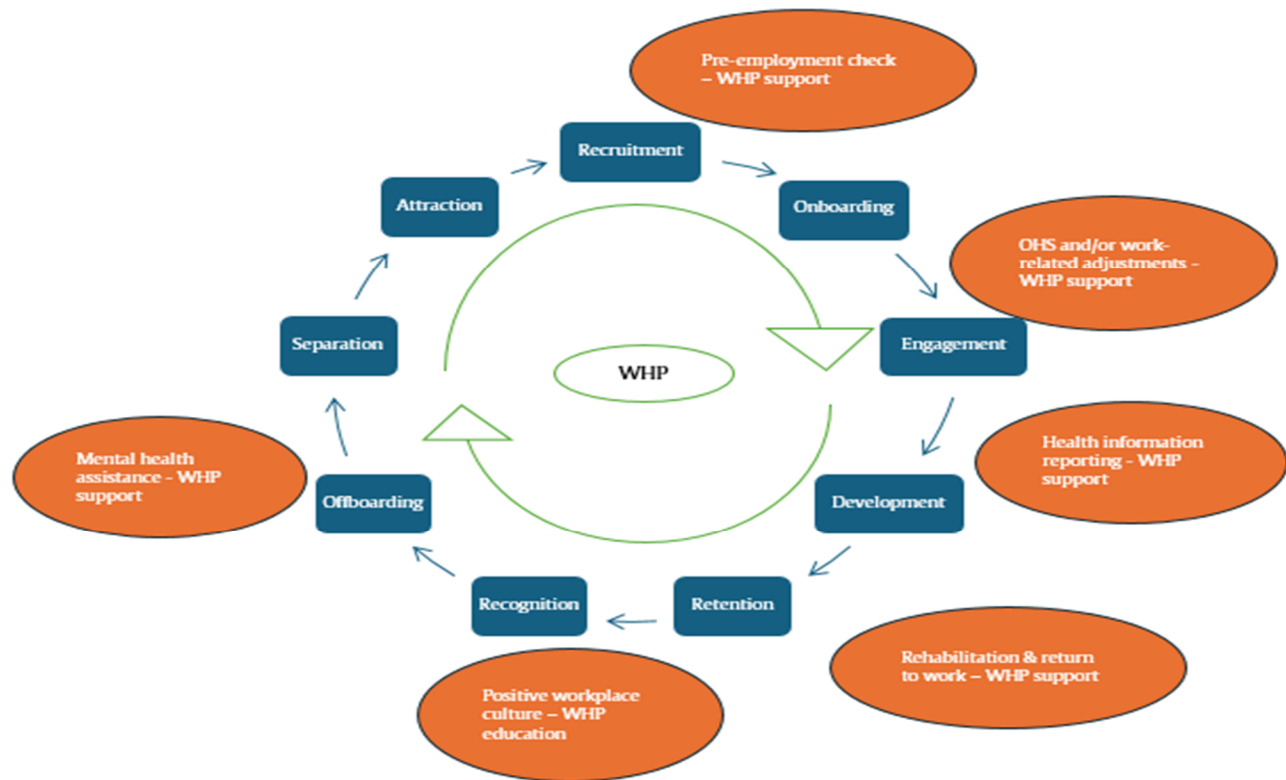 Pre-employment check
– WHP support
Recruitment
Attraction
Onboarding
OHS and/or work-
related adjustments -
WHP support
Separation
Engagement
WHP
Mental health
assistance - WHP
support
Health information
reporting - WHP
support
Offboarding
Development
Recognition
Retention
Rehabilitation & return
to work – WHP support
Positive workplace
culture – WHP
education